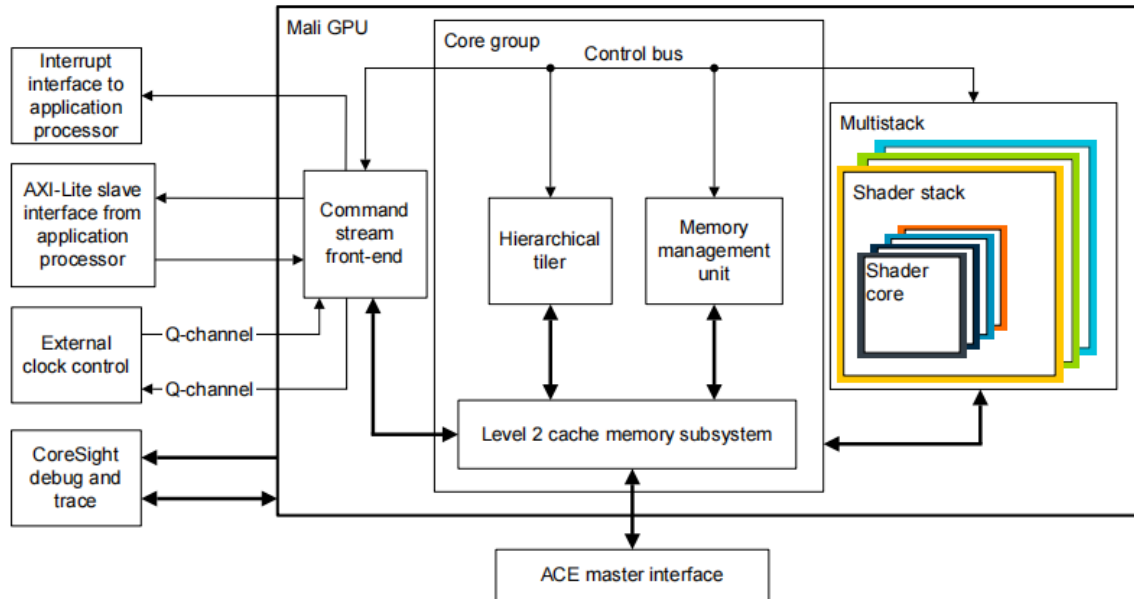 Mali GPU
Core group
Control bus
Interrupt
interface to
application
processor
Multistack
AXI-Lite slave
interface from
application
processor
Command
stream
front-end
Hierarchical
tiler
Memory
management
unit
Shader stack
Shader
core
External
clock control
Q-channel
Q-channel
Level 2 cache memory subsystem
CoreSight
debug and
trace
ACE master interface